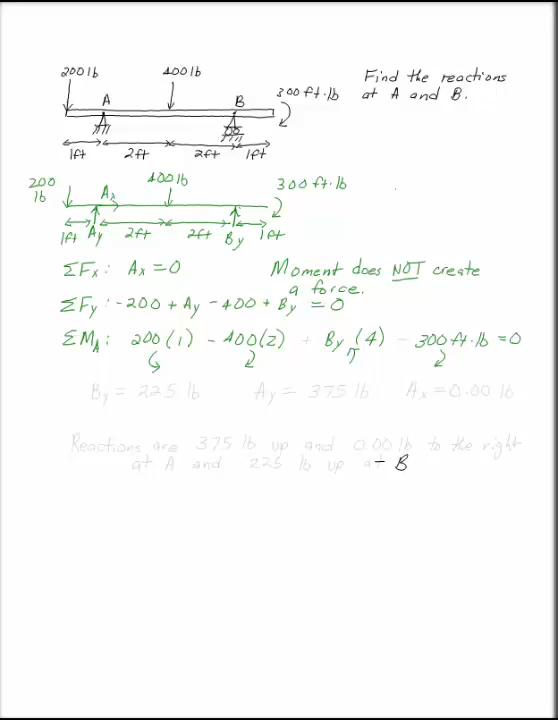 200 lb 400 lb
A B 300 ft·lb
Find the reactions
at A and B.
1ft 2ft 2ft 1ft
200 lb Ax 400 lb 300 ft·lb
1ft Ay 2ft 2ft By 1ft
ΣFx: Ax = 0
Moment does NOT create
a force.
ΣFy: -200 + Ay - 400 + By = 0
ΣMA: 200(1) - 400(2) + By(4) - 300 ft·lb = 0
By = 225 lb Ay = 375 lb Ax = 0.00 lb
Reactions are 375 lb up and 0.00 lb to the right
at A and 225 lb up at B